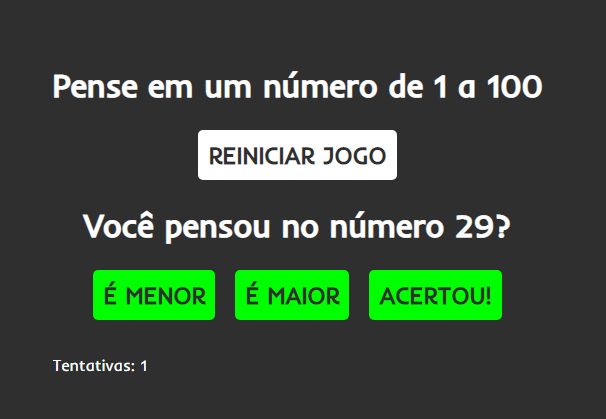 Pense em um número de 1 a 100
REINICIAR JOGO
Você pensou no número 29?
É MENOR
É MAIOR
ACERTOU!
Tentativas: 1